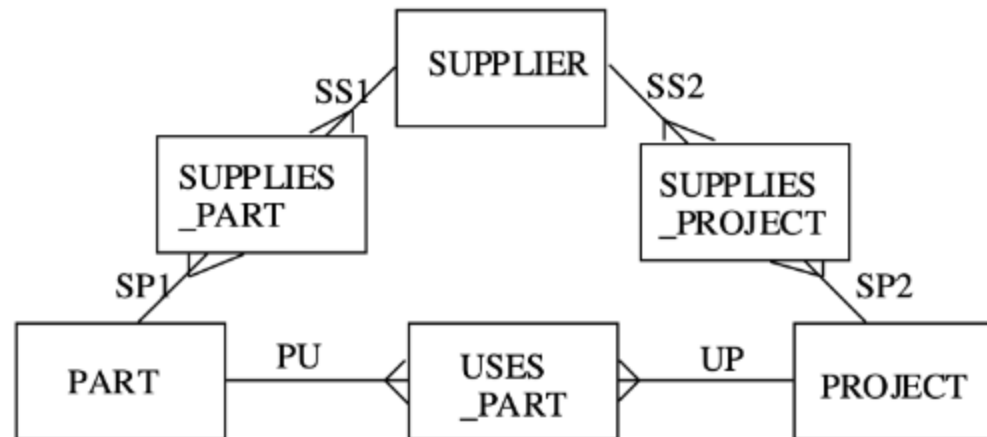 SUPPLIER
SS1
SS2
SUPPLIES
_PART
SUPPLIES
_PROJECT
SP1
SP2
PART
PU
USES
_PART
UP
PROJECT